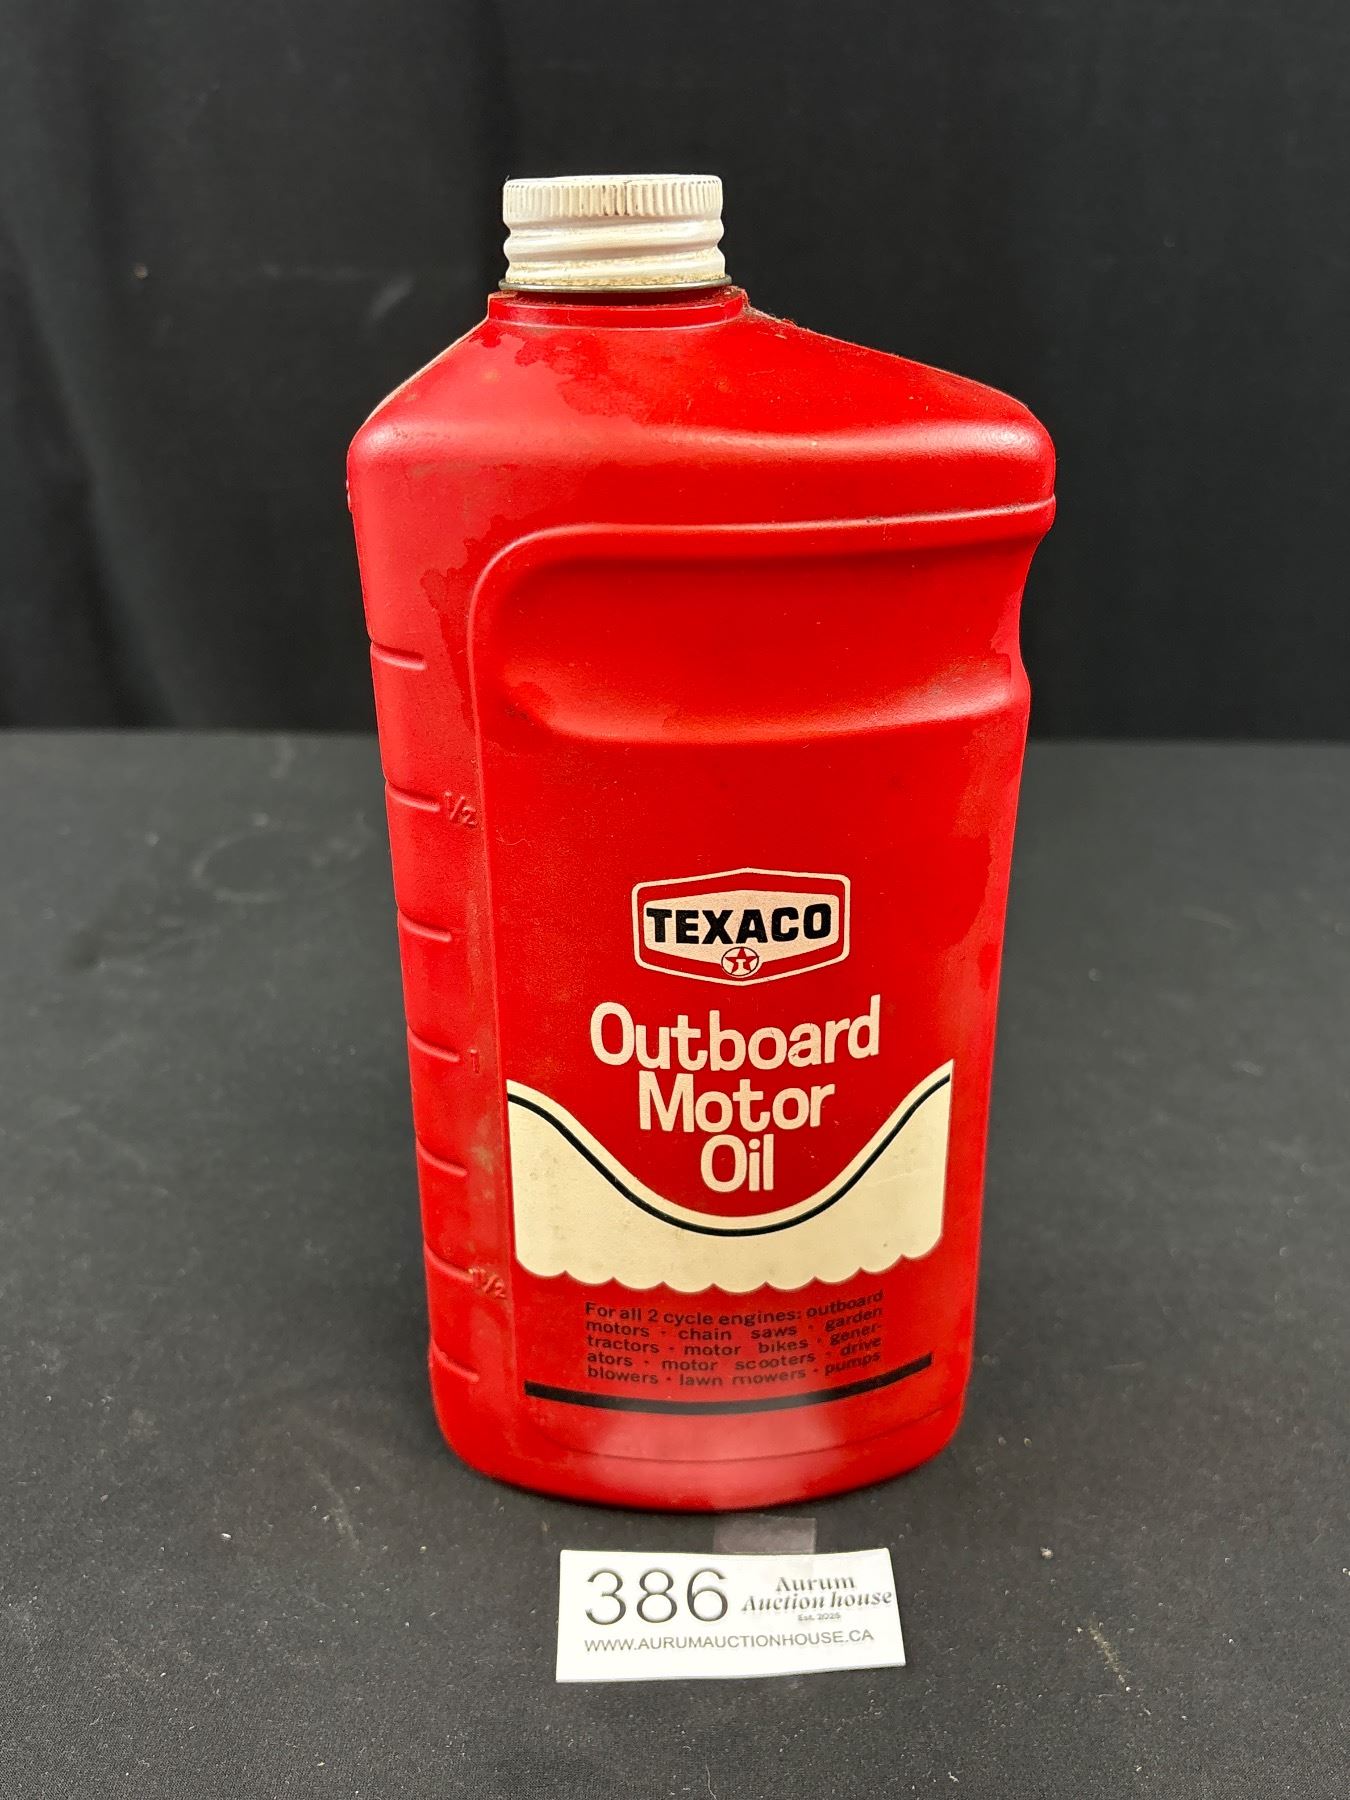 1/2
TEXACO
T
Outboard
Motor
Oil
1
1 1/2
For all 2 cycle engines: outboard
motors · chain saws · garden
tractors · motor bikes · gener-
ators · motor scooters · drive
blowers · lawn mowers · pumps
386
Aurum
Auction house
Est. 2025
WWW.AURUMAUCTIONHOUSE.CA